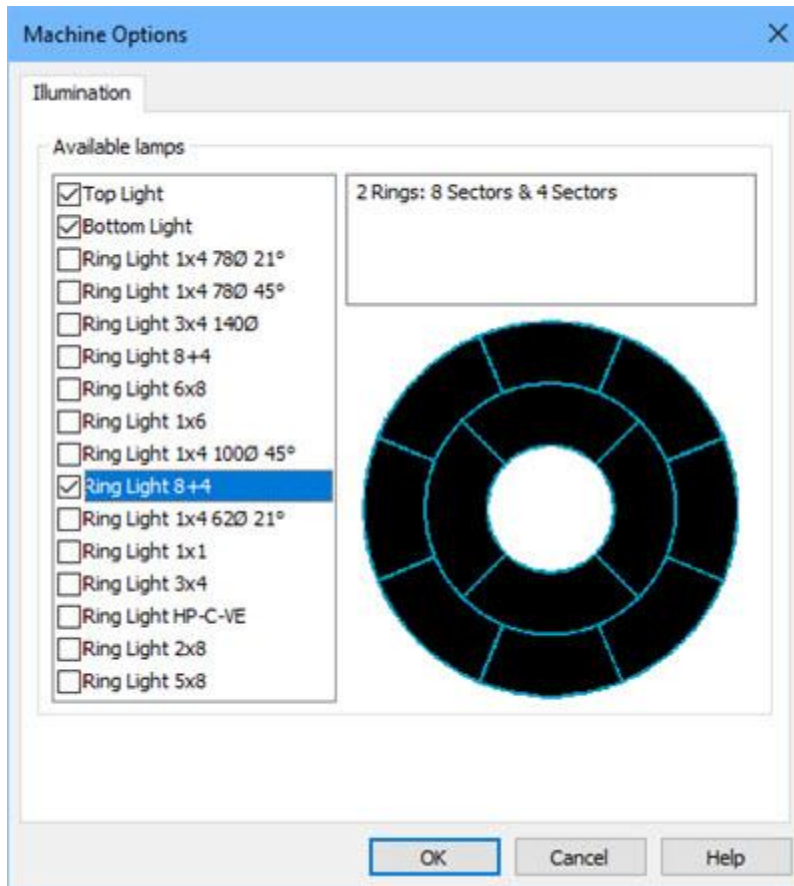 Machine Options
Illumination
Available lamps
Top Light
Bottom Light
Ring Light 1x4 78Ø 21°
Ring Light 1x4 78Ø 45°
Ring Light 3x4 140Ø
Ring Light 8+4
Ring Light 6x8
Ring Light 1x6
Ring Light 1x4 100Ø 45°
Ring Light 8+4
Ring Light 1x4 62Ø 21°
Ring Light 1x1
Ring Light 3x4
Ring Light HP-C-VE
Ring Light 2x8
Ring Light 5x8
2 Rings: 8 Sectors & 4 Sectors
OK
Cancel
Help